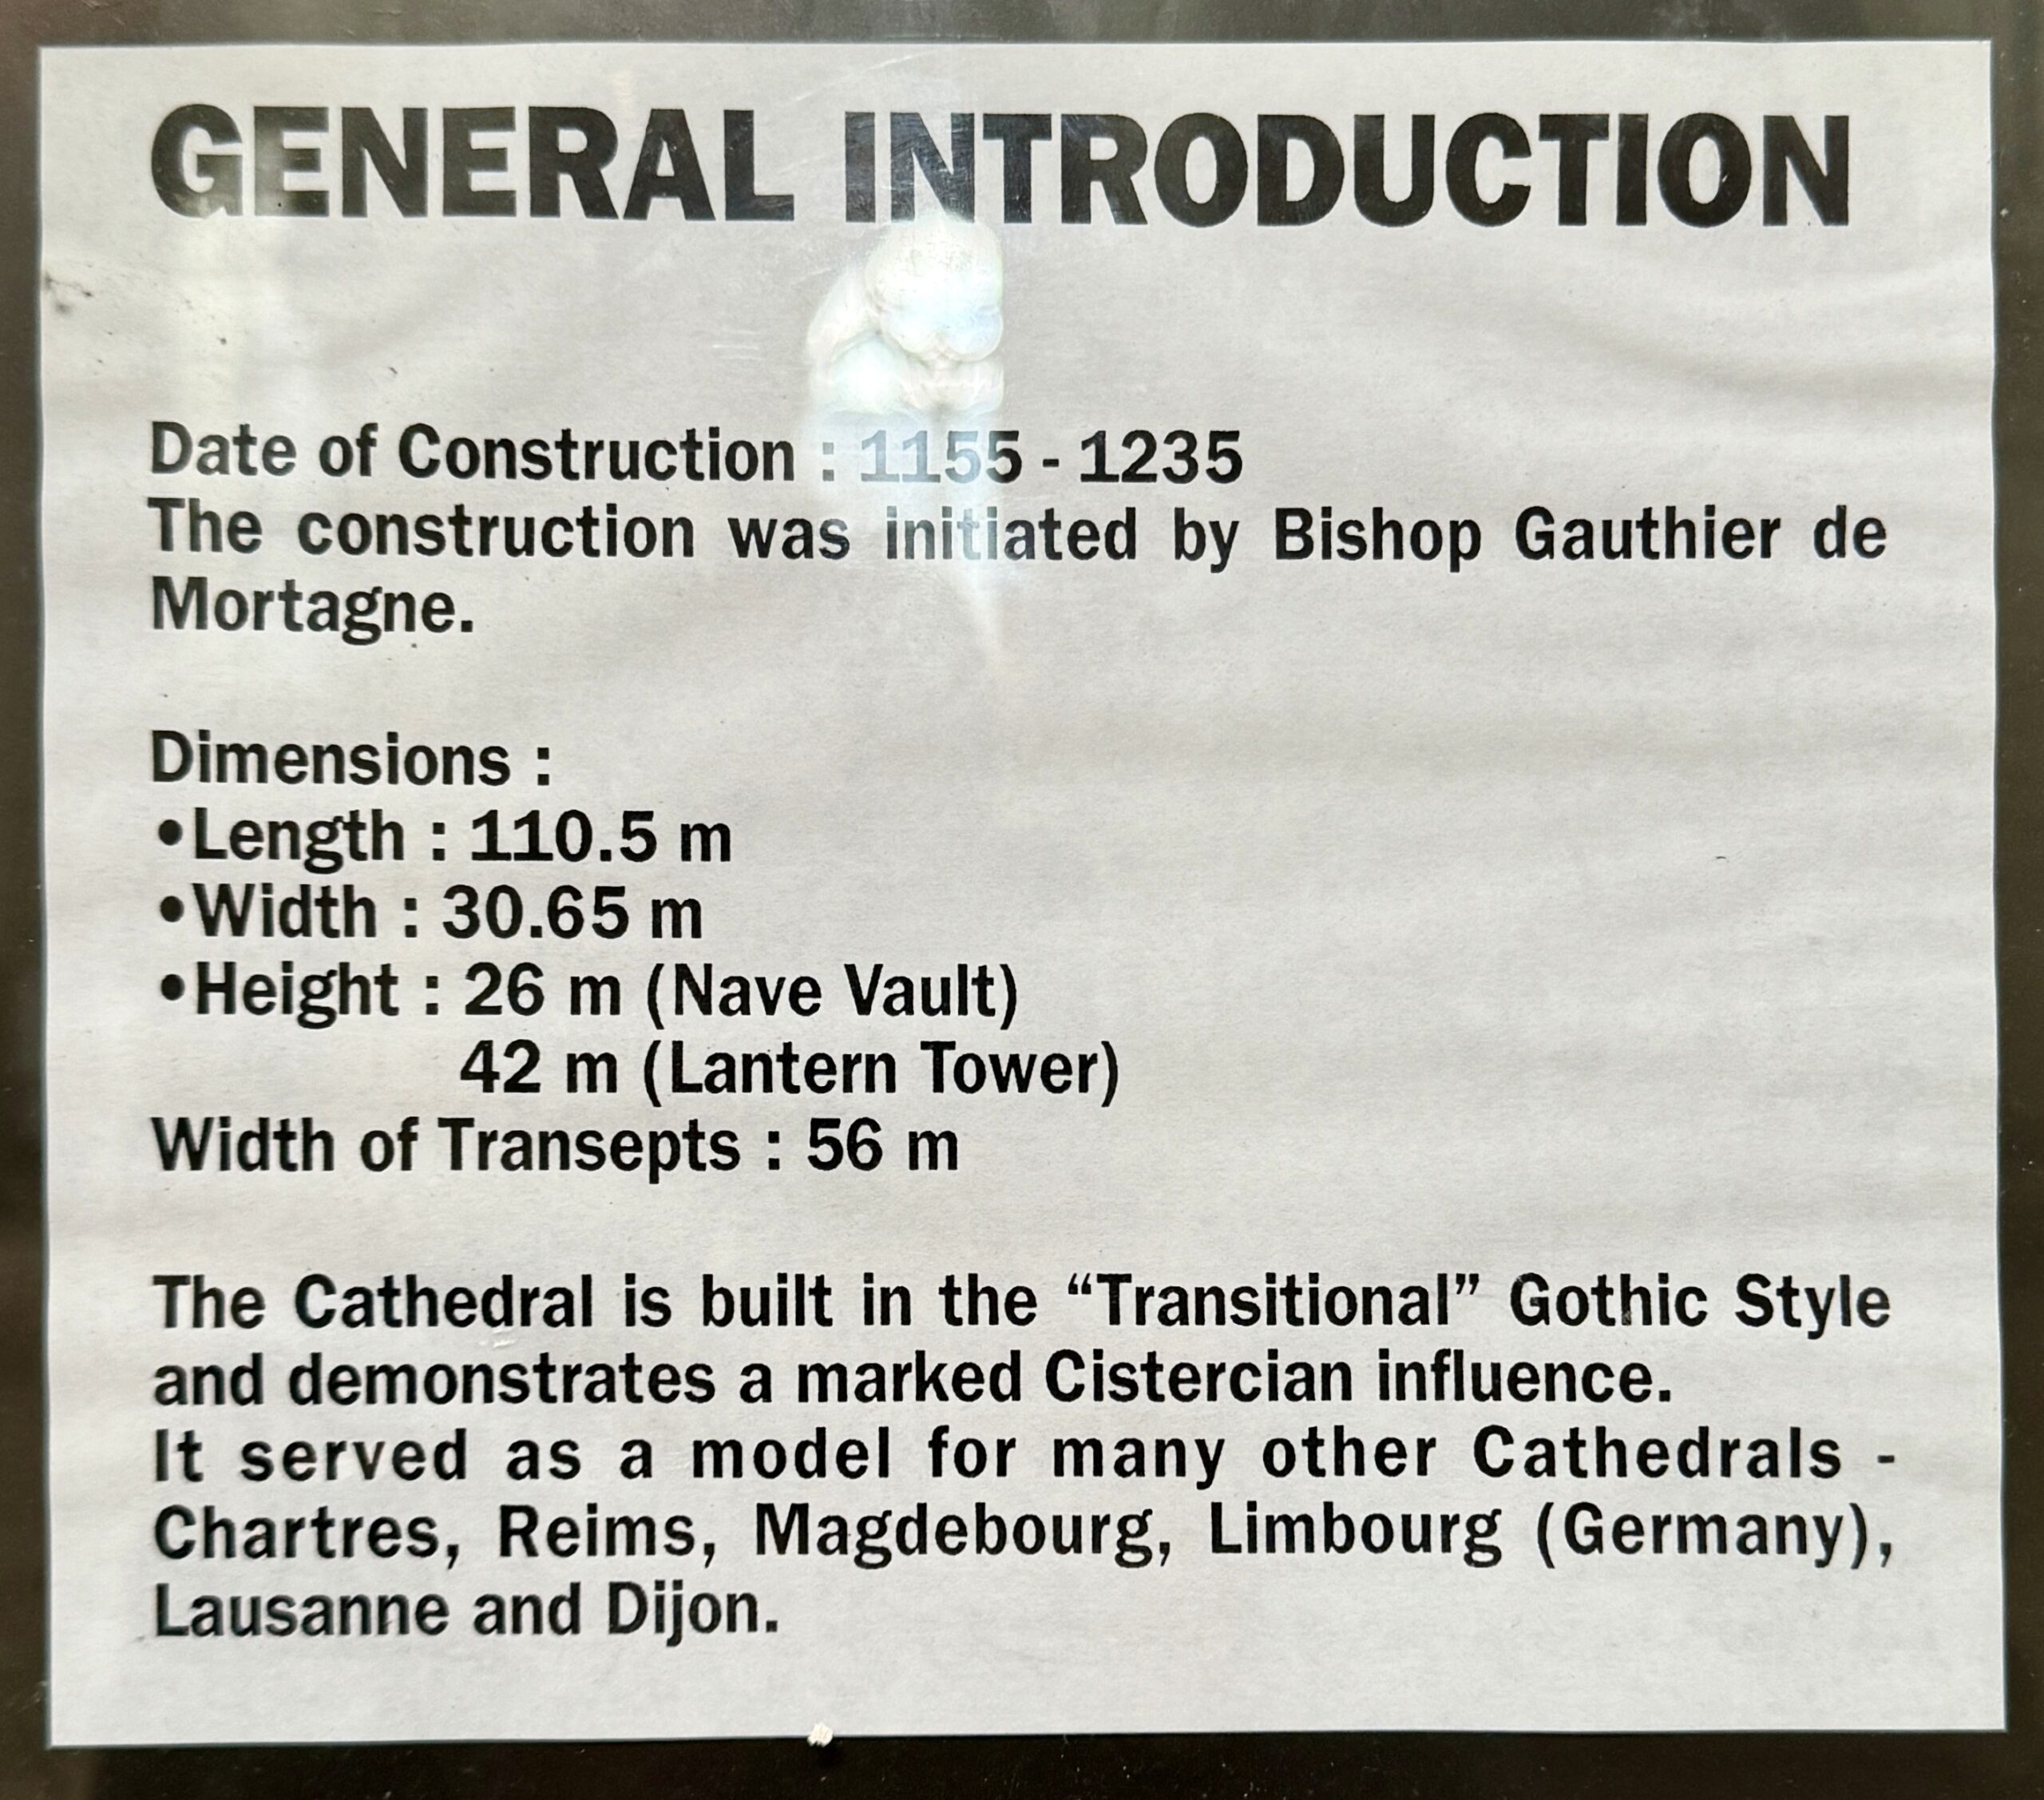 GENERAL INTRODUCTION
Date of Construction : 1155 - 1235
The construction was initiated by Bishop Gauthier de
Mortagne.
Dimensions :
•Length : 110.5 m
•Width : 30.65 m
•Height : 26 m (Nave Vault)
42 m (Lantern Tower)
Width of Transepts : 56 m
The Cathedral is built in the “Transitional” Gothic Style
and demonstrates a marked Cistercian influence.
It served as a model for many other Cathedrals -
Chartres, Reims, Magdebourg, Limbourg (Germany),
Lausanne and Dijon.